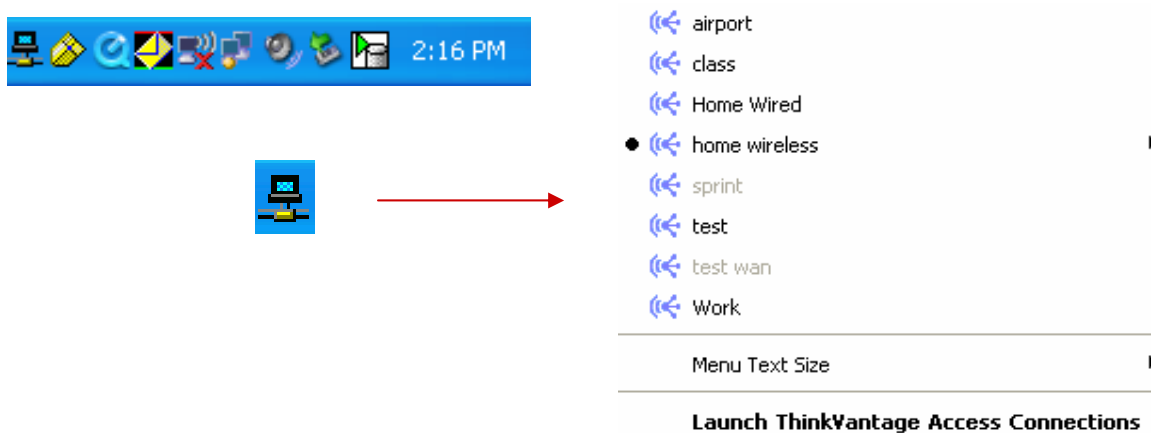 2:16 PM
airport
class
Home Wired
home wireless
sprint
test
test wan
Work
Menu Text Size
Launch ThinkVantage Access Connections